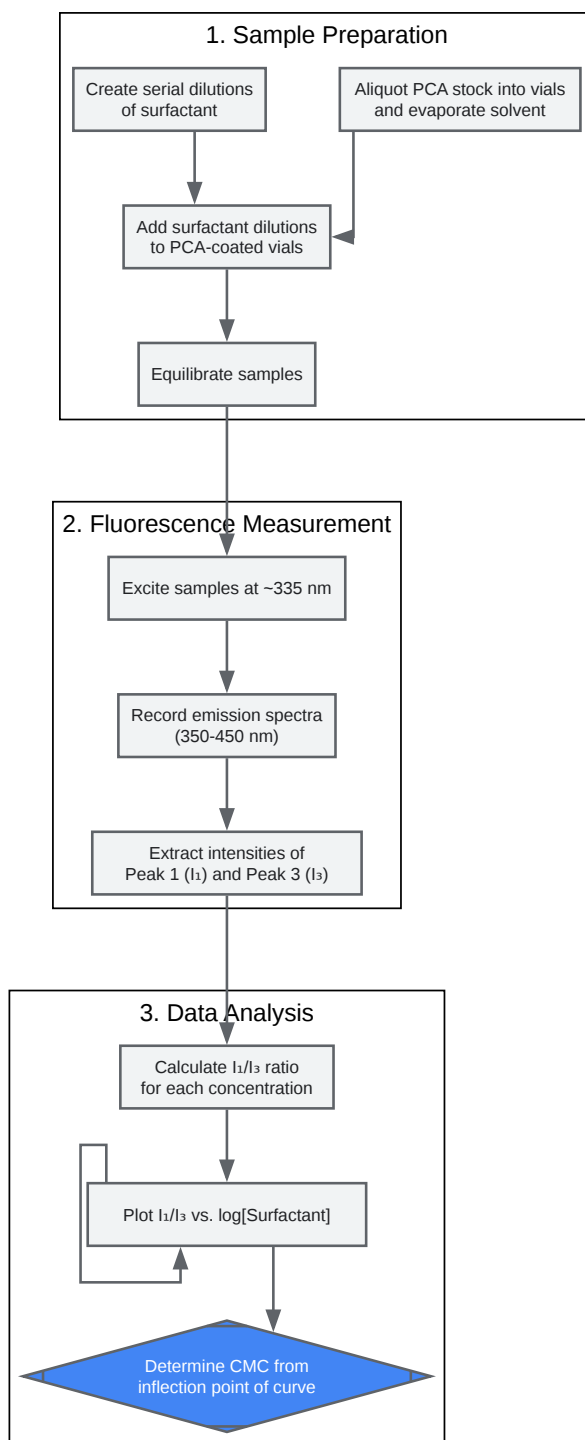 1. Sample Preparation
Create serial dilutions
of surfactant
Aliquot PCA stock into vials
and evaporate solvent
Add surfactant dilutions
to PCA-coated vials
Equilibrate samples
2. Fluorescence Measurement
Excite samples at ~335 nm
Record emission spectra
(350-450 nm)
Extract intensities of
Peak 1 (I₁) and Peak 3 (I₃)
3. Data Analysis
Calculate I₁/I₃ ratio
for each concentration
Plot I₁/I₃ vs. log[Surfactant]
Determine CMC from
inflection point of curve